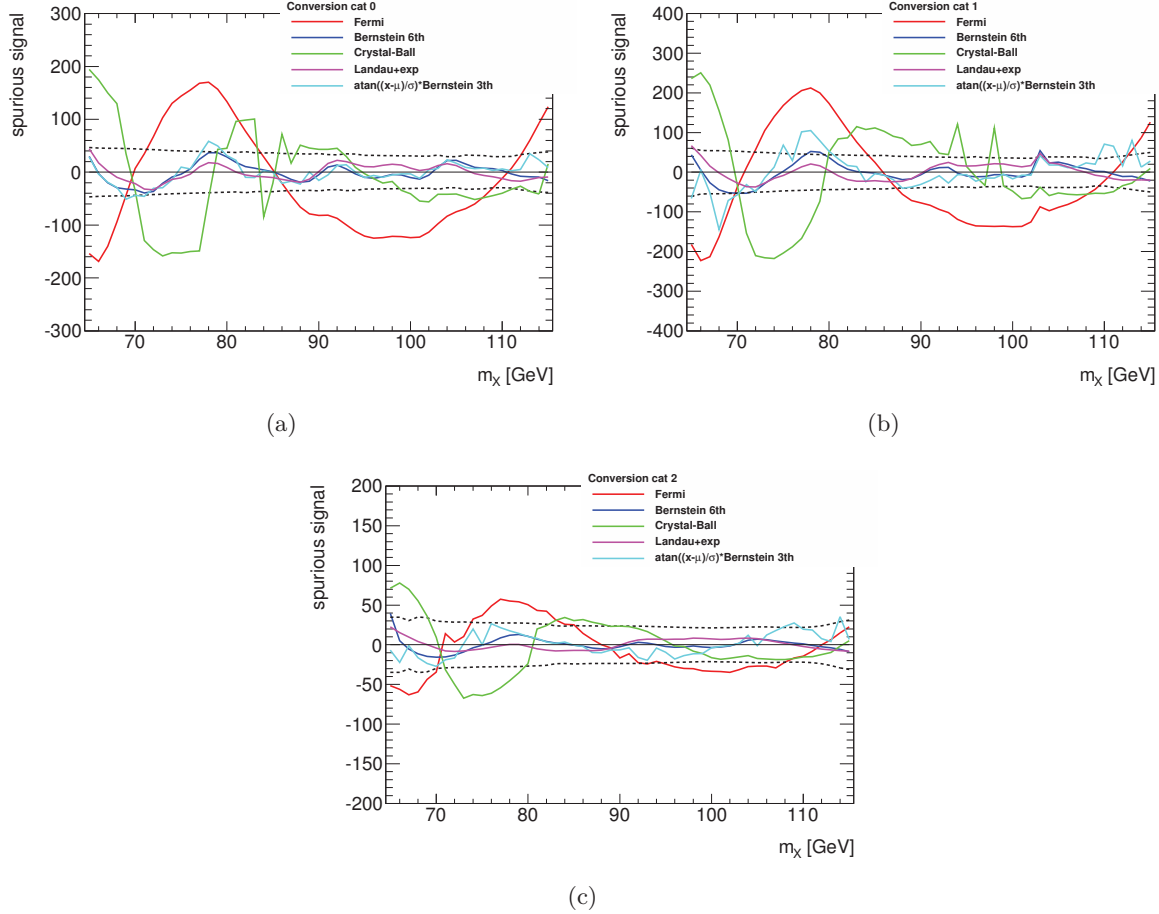 Conversion cat 0
Fermi
Bernstein 6th
Crystal-Ball
Landau+exp
atan((x-μ)/σ)*Bernstein 3th
spurious signal
300
200
100
0
-100
-200
-300
70 80 90 100 110
m_X [GeV]
(a)
Conversion cat 1
Fermi
Bernstein 6th
Crystal-Ball
Landau+exp
atan((x-μ)/σ)*Bernstein 3th
spurious signal
400
300
200
100
0
-100
-200
-300
-400
70 80 90 100 110
m_X [GeV]
(b)
Conversion cat 2
Fermi
Bernstein 6th
Crystal-Ball
Landau+exp
atan((x-μ)/σ)*Bernstein 3th
spurious signal
200
150
100
50
0
-50
-100
-150
-200
70 80 90 100 110
m_X [GeV]
(c)